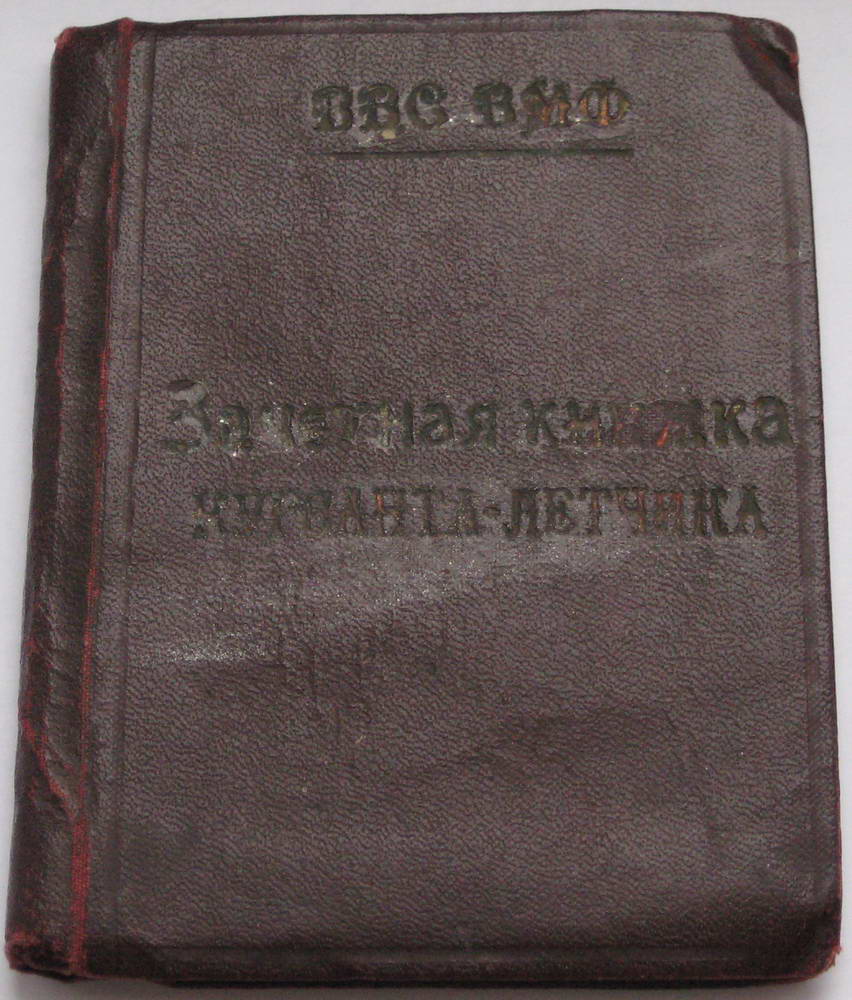 ВВС ВМФ
Зачетная книжка
КУРСАНТА-ЛЕТЧИКА